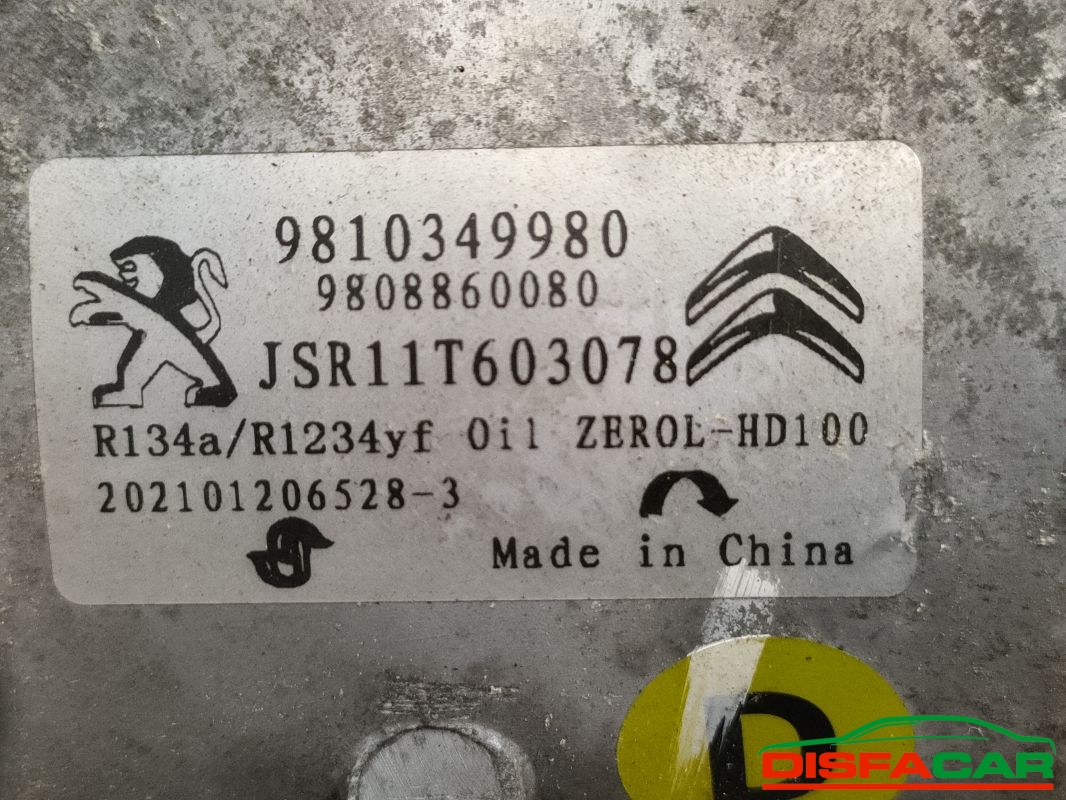 9810349980
9808860080
JSR11T603078
R134a/R1234yf Oil ZEROL-HD100
202101206528-3
Made in China
D
DISFACAR